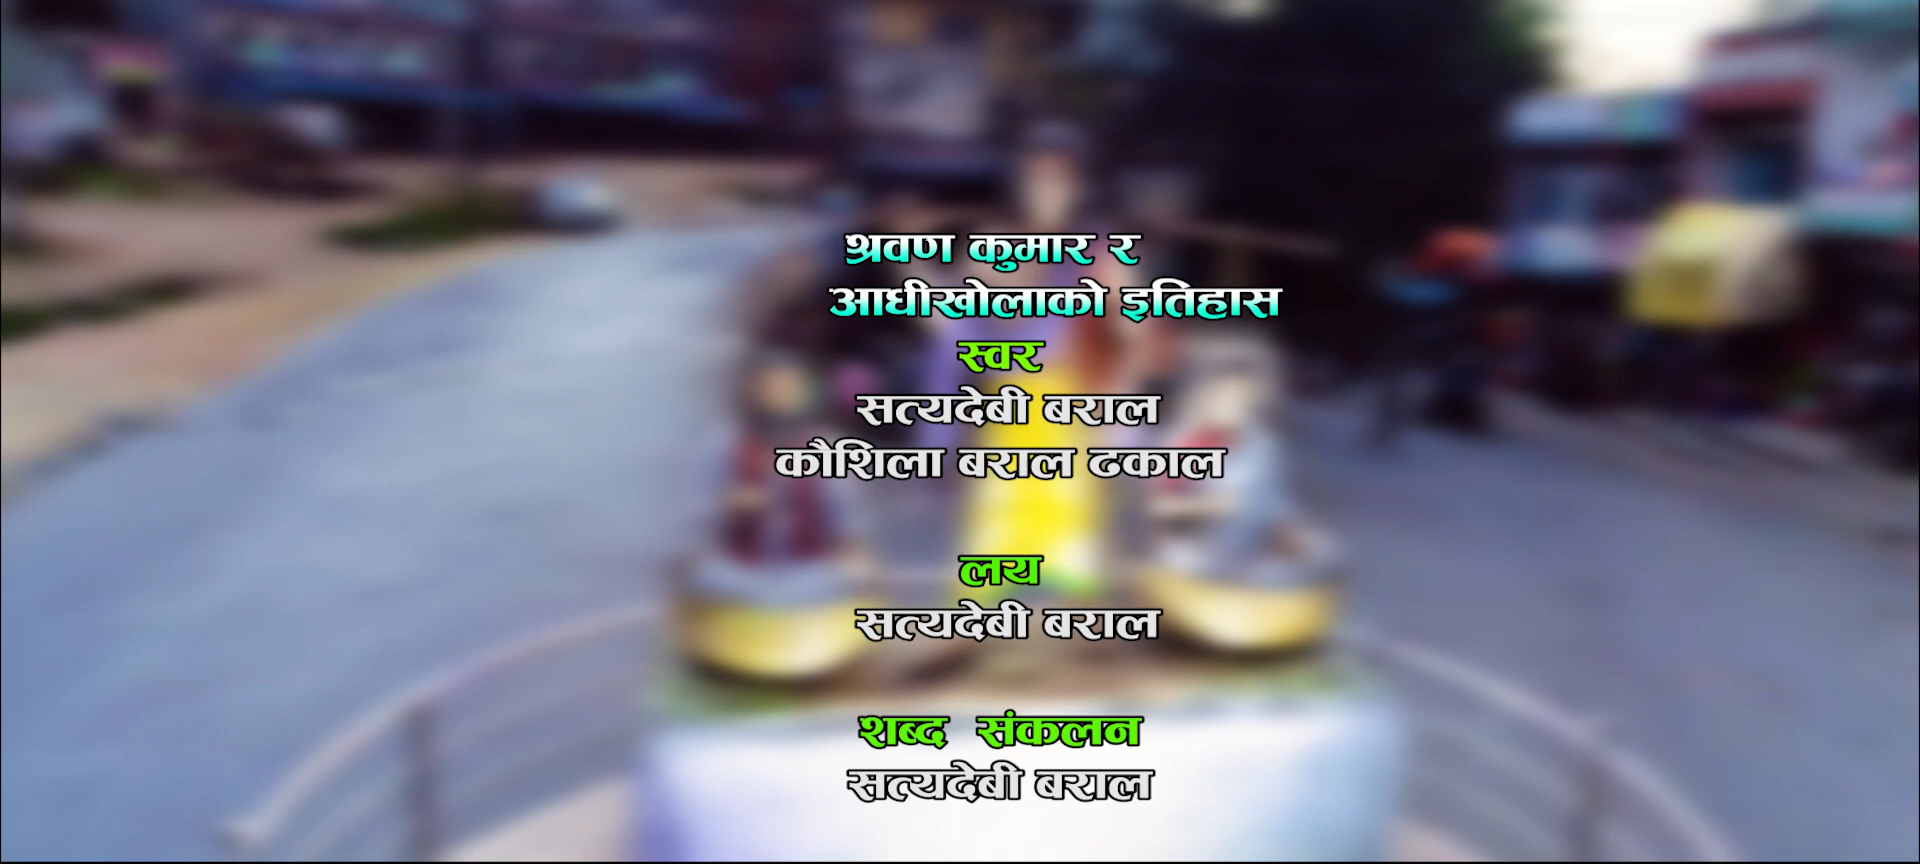 श्रवण कुमार र
आधीखोलाको इतिहास
स्वर
सत्यदेबी बराल
कौशिला बराल ढकाल
लय
सत्यदेबी बराल
शब्द संकलन
सत्यदेबी बराल